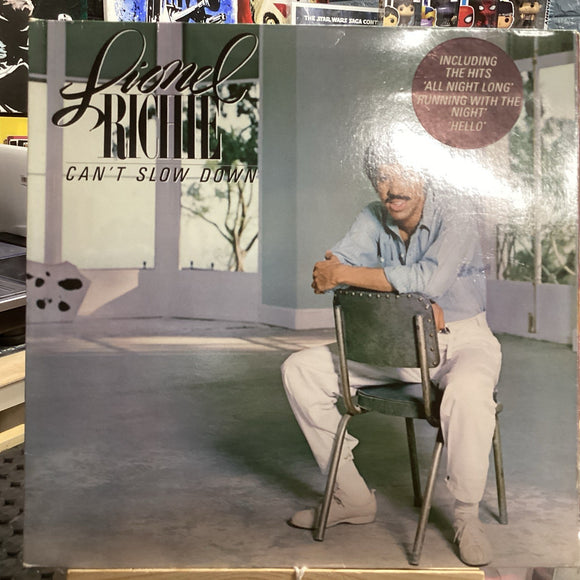 THE STAR WARS SAGA CONT
Lionel
RICHIE
CAN'T SLOW DOWN
INCLUDING
THE HITS
'ALL NIGHT LONG'
'RUNNING WITH THE
NIGHT'
'HELLO'